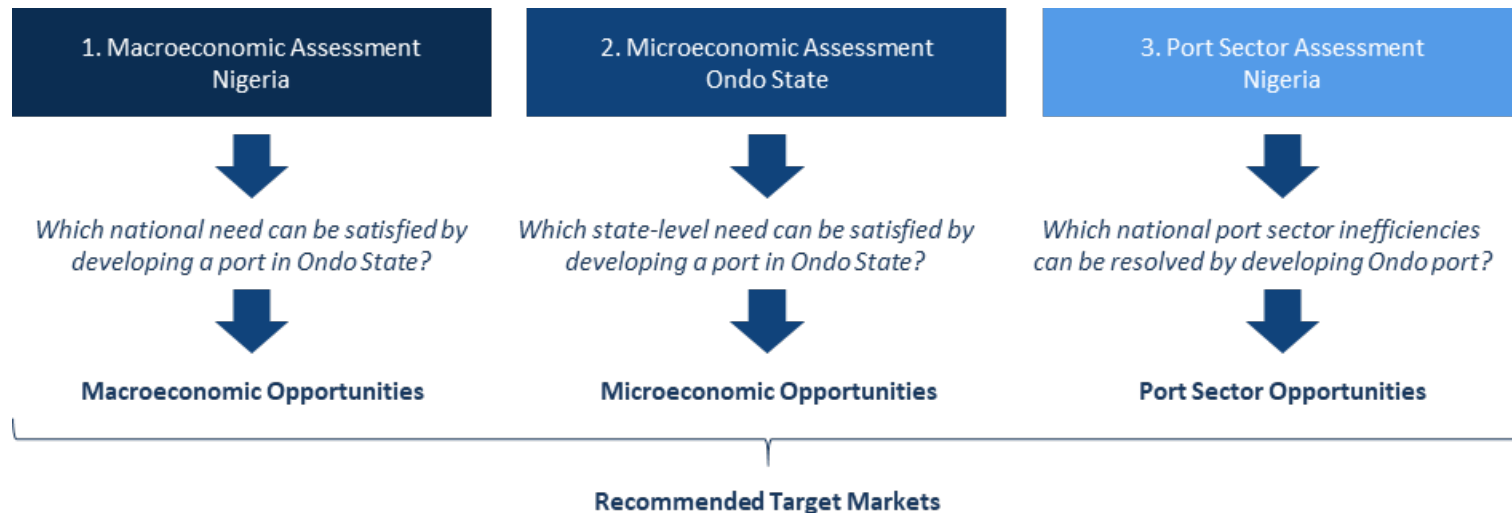 1. Macroeconomic Assessment
Nigeria
2. Microeconomic Assessment
Ondo State
3. Port Sector Assessment
Nigeria
Which national need can be satisfied by
developing a port in Ondo State?
Which state-level need can be satisfied by
developing a port in Ondo State?
Which national port sector inefficiencies
can be resolved by developing Ondo port?
Macroeconomic Opportunities
Microeconomic Opportunities
Port Sector Opportunities
Recommended Target Markets